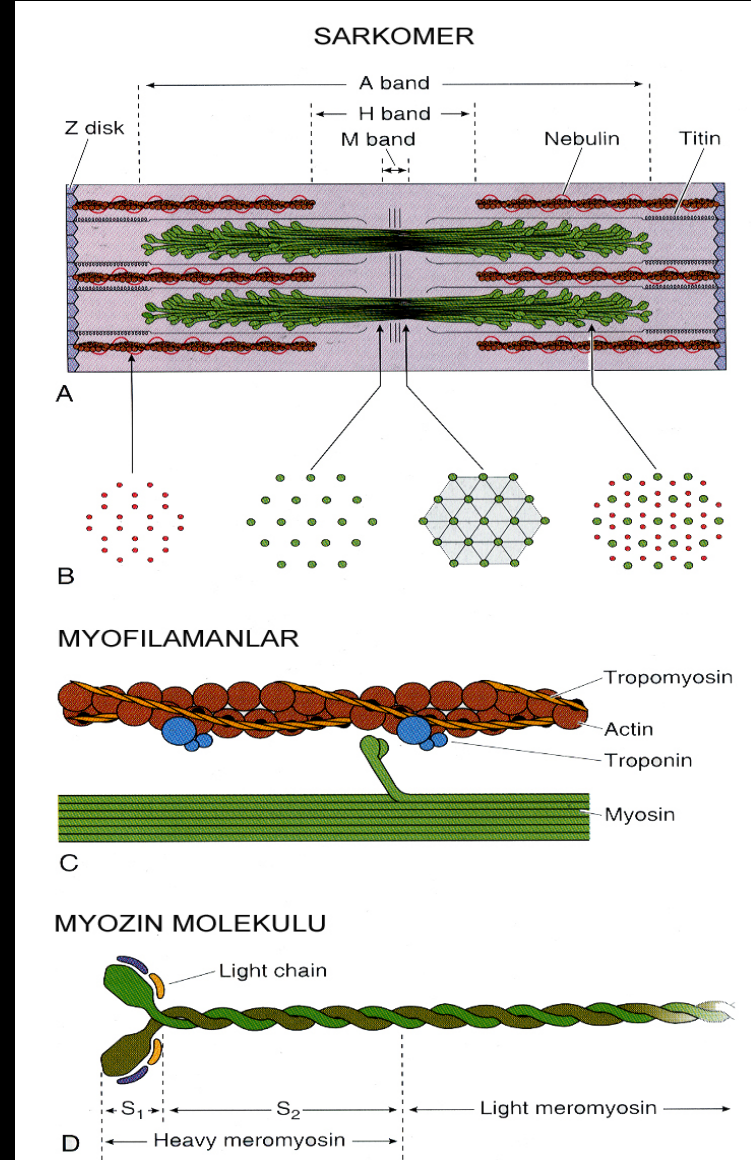 SARKOMER
A band
H band
Z disk
M band
Nebulin
Titin
A
B
MYOFILAMANLAR
Tropomyosin
Actin
Troponin
Myosin
C
MYOZIN MOLEKULU
Light chain
S1
S2
Light meromyosin
D
Heavy meromyosin